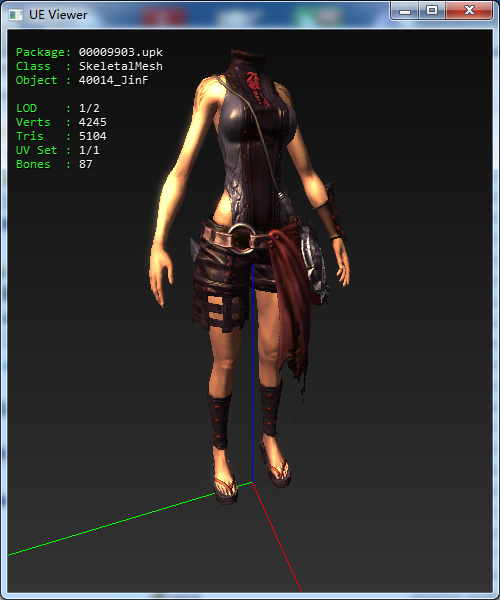 UE Viewer
Package: 00009903.upk
Class : SkeletalMesh
Object : 40014_JinF
LOD : 1/2
Verts : 4245
Tris : 5104
UV Set : 1/1
Bones : 87